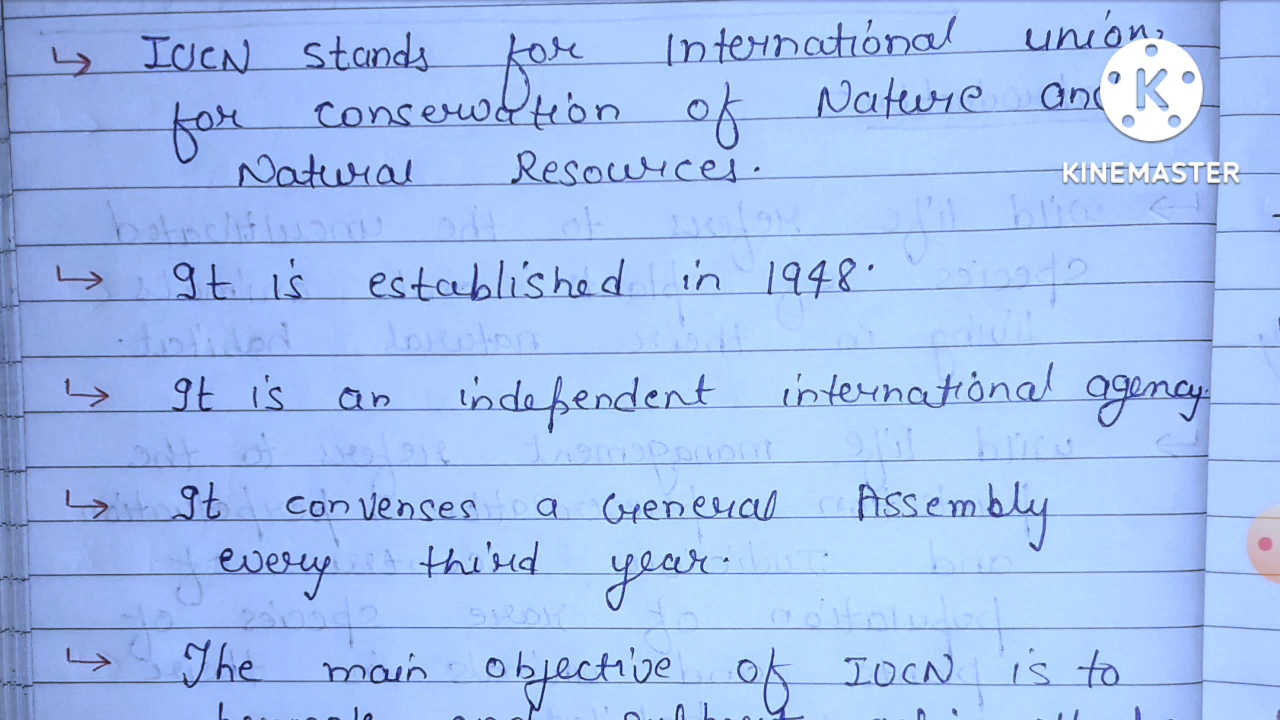 ↳ IUCN stands for International union
for conservation of Nature and
Natural Resources.
↳ It is established in 1948.
↳ It is an independent international agency.
↳ It convenses a General Assembly
every third year.
↳ The main objective of IUCN is to
and support
K
KINEMASTER